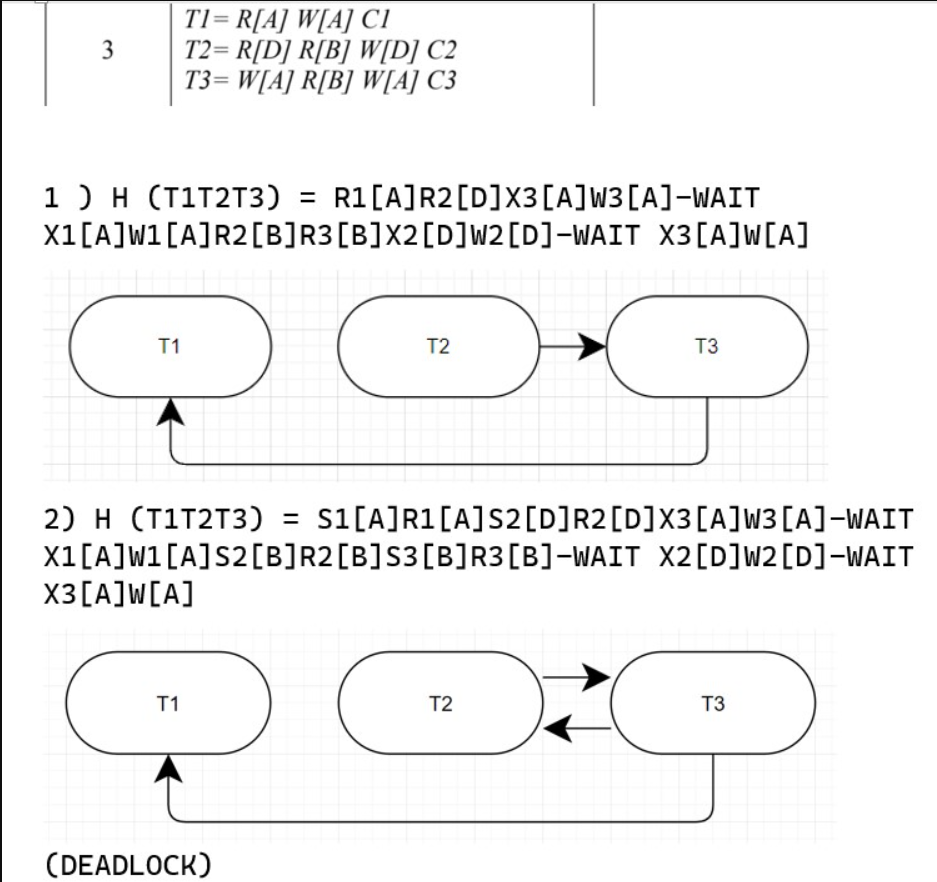 T1= R[A] W[A] C1
3
T2= R[D] R[B] W[D] C2
T3= W[A] R[B] W[A] C3
1 ) H (T1T2T3) = R1[A]R2[D]X3[A]W3[A]-WAIT
X1[A]W1[A]R2[B]R3[B]X2[D]W2[D]-WAIT X3[A]W[A]
T1
T2
T3
2) H (T1T2T3) = S1[A]R1[A]S2[D]R2[D]X3[A]W3[A]-WAIT
X1[A]W1[A]S2[B]R2[B]S3[B]R3[B]-WAIT X2[D]W2[D]-WAIT
X3[A]W[A]
T1
T2
T3
(DEADLOCK)